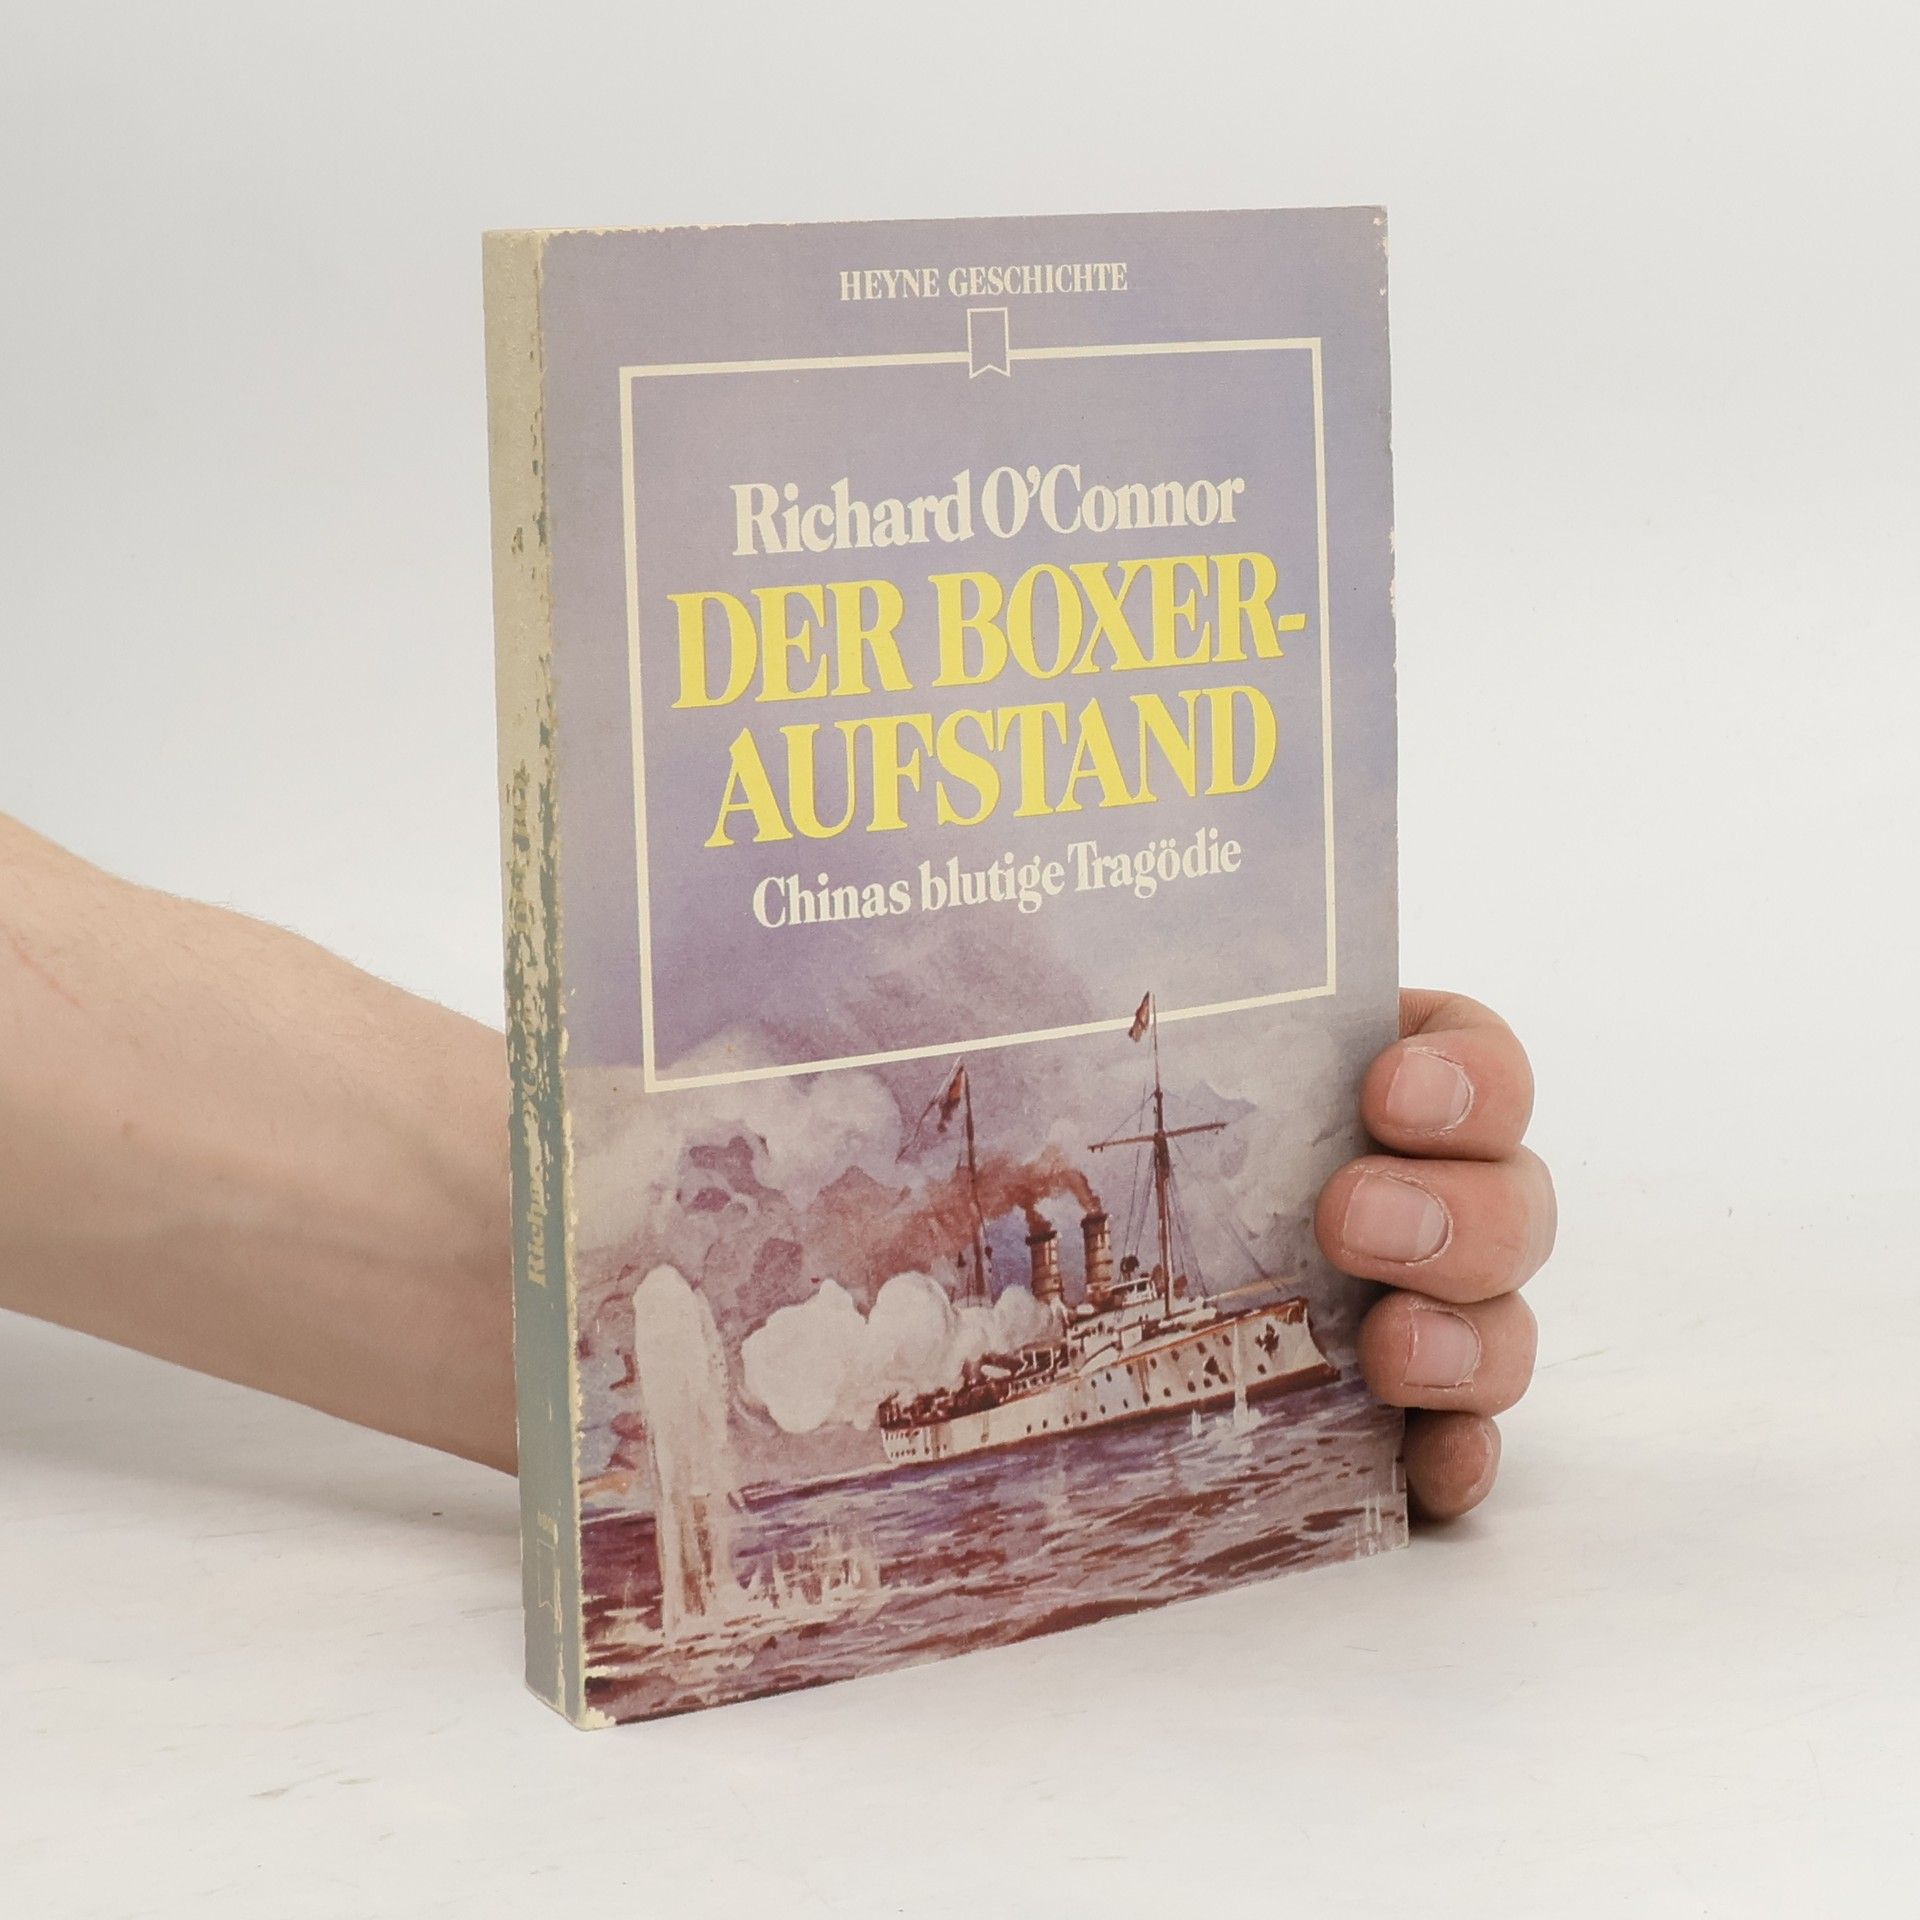 HEYNE GESCHICHTE
Richard O'Connor
DER BOXER-
AUFSTAND
Chinas blutige Tragödie